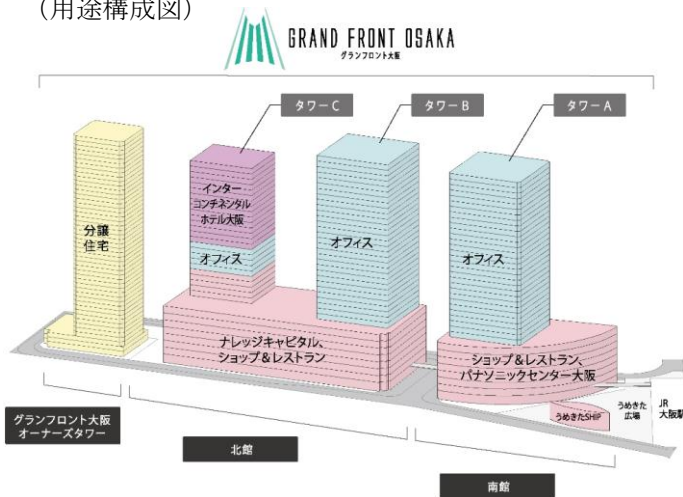 （用途構成図）
GRAND FRONT OSAKA
グランフロント大阪
タワーC
タワーB
タワーA
分譲
住宅
インター
コンチネンタル
ホテル大阪
オフィス
オフィス
オフィス
ナレッジキャピタル、
ショップ&レストラン
ショップ&レストラン、
パナソニックセンター大阪
うめきたSHIP
うめきた
広場
JR
大阪駅
グランフロント大阪
オーナーズタワー
北館
南館